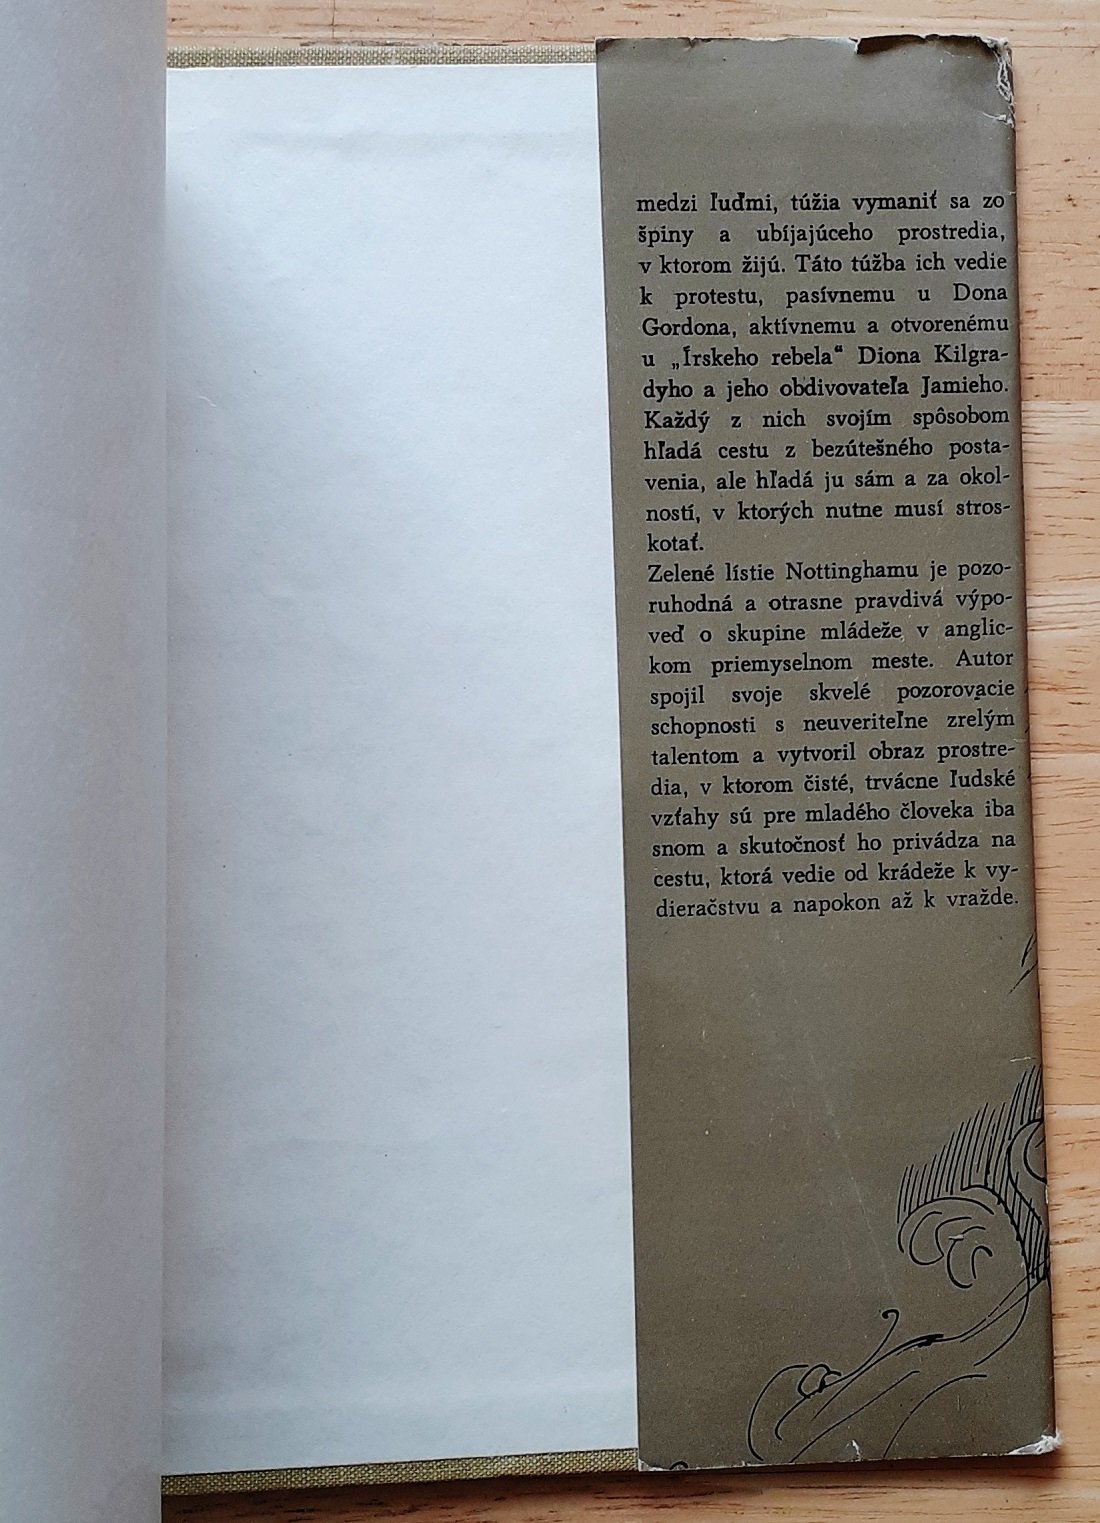 medzi ľuďmi, túžia vymaniť sa zo
špiny a ubíjajúceho prostredia,
v ktorom žijú. Táto túžba ich vedie
k protestu, pasívnemu u Dona
Gordona, aktívnemu a otvorenému
u „Írskeho rebela“ Diona Kilgra-
dyho a jeho obdivovateľa Jamieho.
Každý z nich svojím spôsobom
hľadá cestu z bezútešného posta-
venia, ale hľadá ju sám a za okol-
ností, v ktorých nutne musí stros-
kotať.
Zelené lístie Nottinghamu je pozo-
ruhodná a otrasne pravdivá výpo-
veď o skupine mládeže v anglic-
kom priemyselnom meste. Autor
spojil svoje skvelé pozorovacie
schopnosti s neuveriteľne zrelým
talentom a vytvoril obraz prostre-
dia, v ktorom čisté, trvácne ľudské
vzťahy sú pre mladého človeka iba
snom a skutočnosť ho privádza na
cestu, ktorá vedie od krádeže k vy-
dieračstvu a napokon až k vražde.